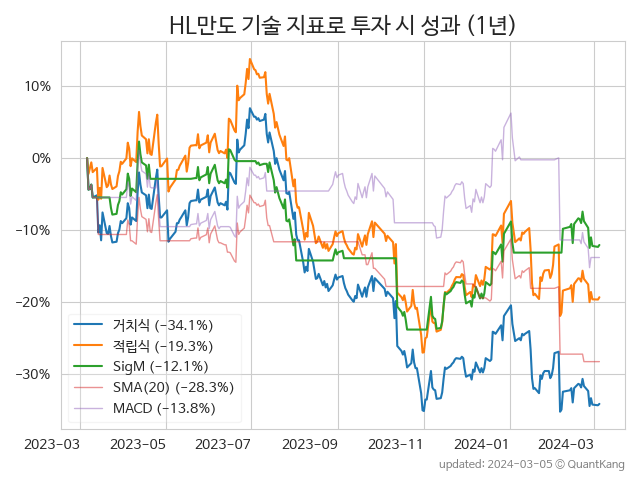 HL만도 기술 지표로 투자 시 성과 (1년)
10%
0%
−10%
−20%
−30%
거치식 (−34.1%)
적립식 (−19.3%)
SigM (−12.1%)
SMA(20) (−28.3%)
MACD (−13.8%)
2023-03 2023-05 2023-07 2023-09 2023-11 2024-01 2024-03
updated: 2024-03-05 ⓒ QuantKang